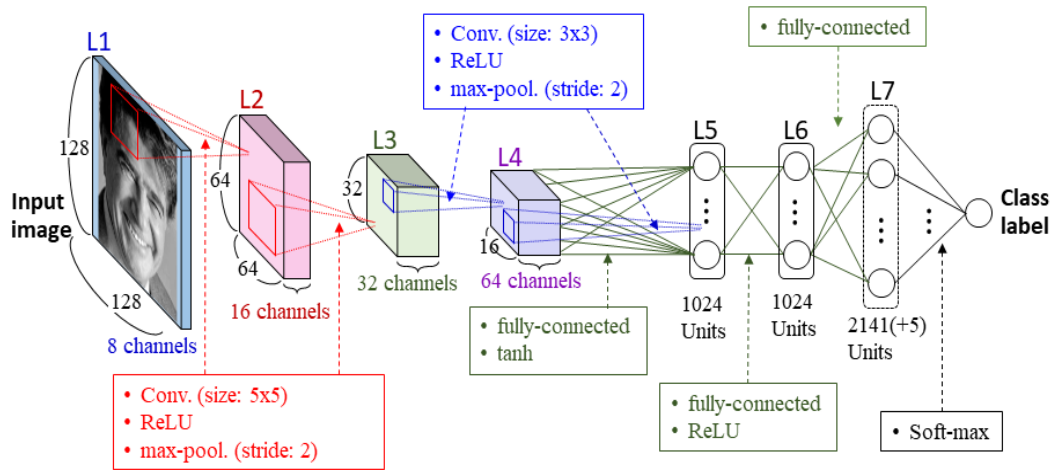 • Conv. (size: 3x3)
• ReLU
• max-pool. (stride: 2)
• fully-connected
L1
L2
L3
L4
L5
L6
L7
128
64
32
16
Input
image
Class
label
128
64
8 channels
16 channels
32 channels
64 channels
1024
Units
1024
Units
2141(+5)
Units
• Conv. (size: 5x5)
• ReLU
• max-pool. (stride: 2)
• fully-connected
• tanh
• fully-connected
• ReLU
• Soft-max